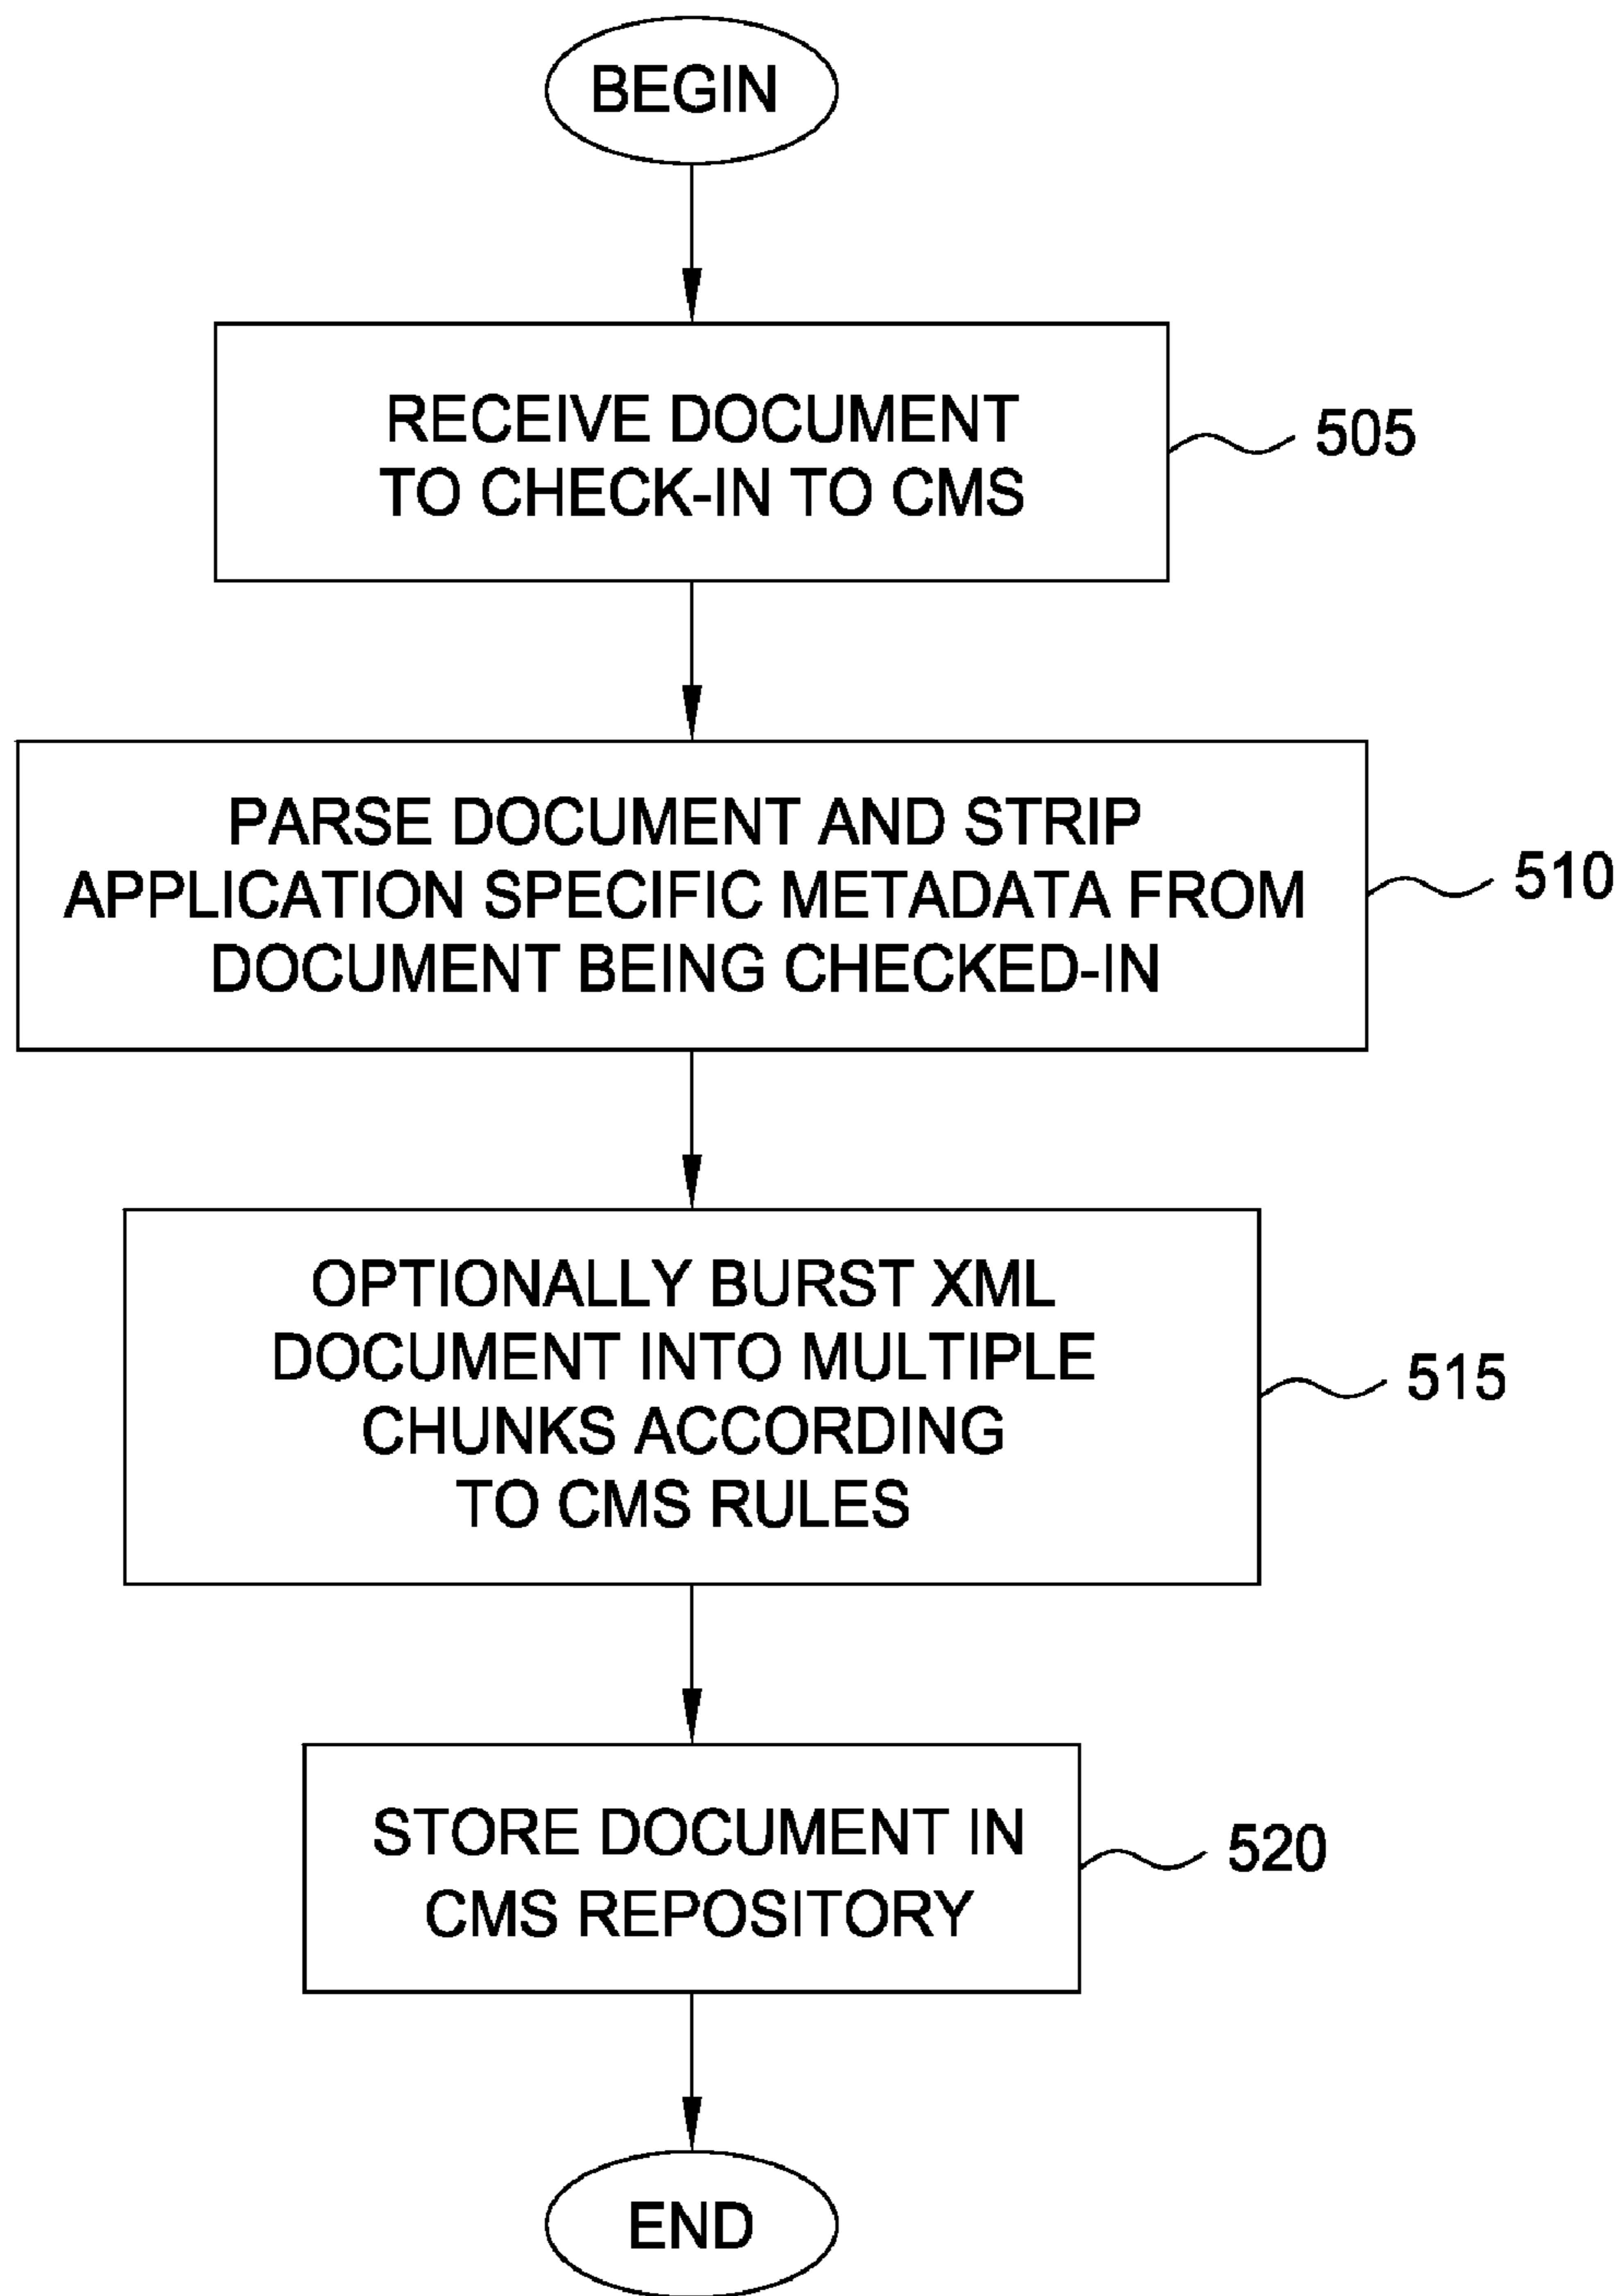 BEGIN
RECEIVE DOCUMENT
TO CHECK-IN TO CMS
505
PARSE DOCUMENT AND STRIP
APPLICATION SPECIFIC METADATA FROM
DOCUMENT BEING CHECKED-IN
510
OPTIONALLY BURST XML
DOCUMENT INTO MULTIPLE
CHUNKS ACCORDING
TO CMS RULES
515
STORE DOCUMENT IN
CMS REPOSITORY
520
END